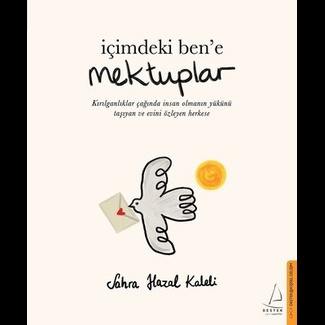 içimdeki ben'e
mektuplar
Kırılganlıklar çağında insan olmanın yükünü
taşıyan ve evini özleyen herkese
Sahra Hazal Kaleli
DESTEK